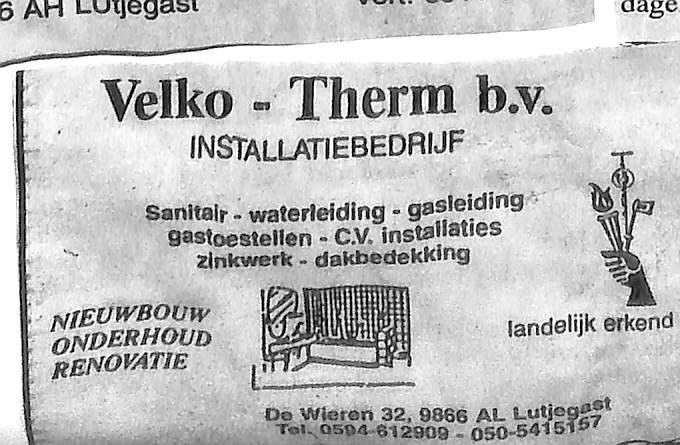 6 AH Lutjegast
dage
Velko - Therm b.v.
INSTALLATIEBEDRIJF
Sanitair - waterleiding - gasleiding
gastoestellen - C.V. installaties
zinkwerk - dakbedekking
NIEUWBOUW
ONDERHOUD
RENOVATIE
landelijk erkend
De Wieren 32, 9866 AL Lutjegast
Tel. 0594-612909 - 050-5415157